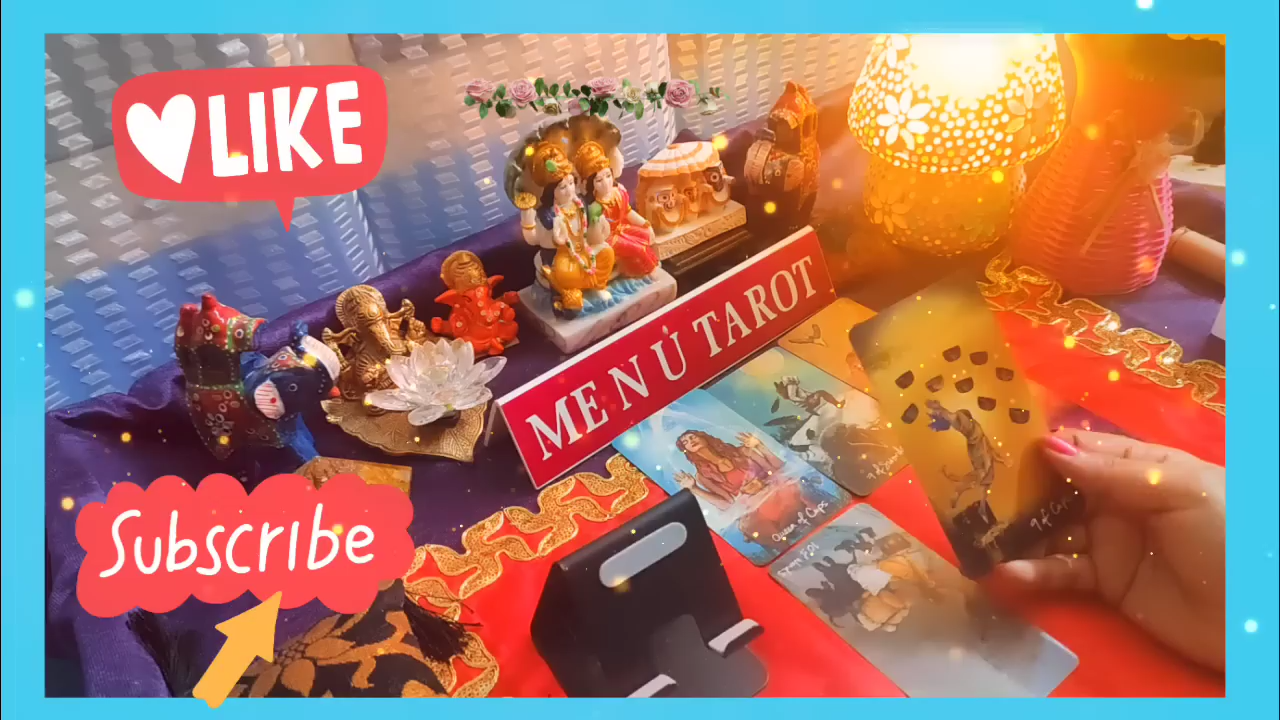 LIKE
MENU TAROT
Queen of Cups
9 of Cups
Subscribe